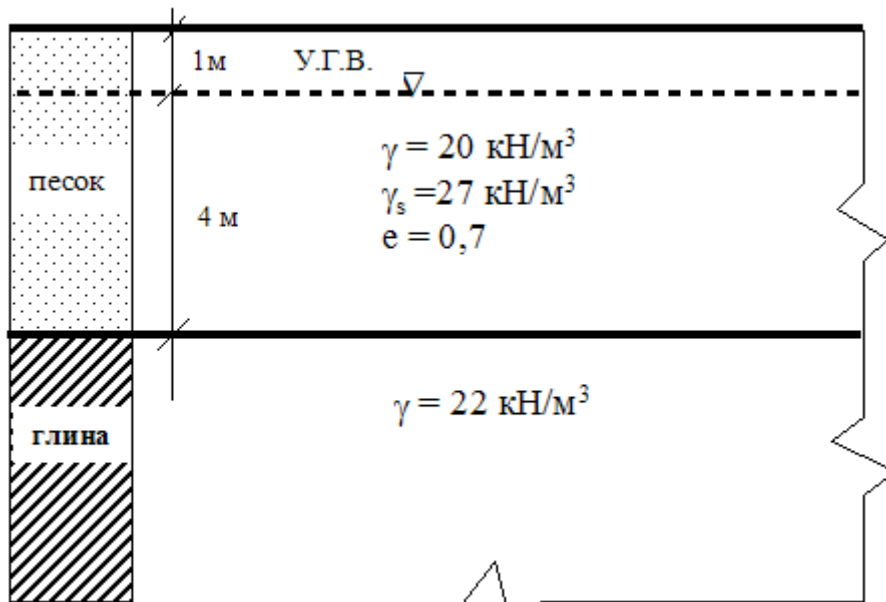 1м У.Г.В.
γ = 20 кН/м³
песок
γₛ =27 кН/м³
4 м
e = 0,7
γ = 22 кН/м³
глина